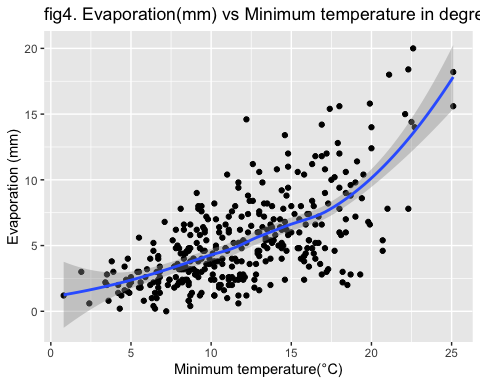 fig4. Evaporation(mm) vs Minimum temperature in degre
20
15
10
5
0
Evaporation (mm)
0 5 10 15 20 25
Minimum temperature(°C)